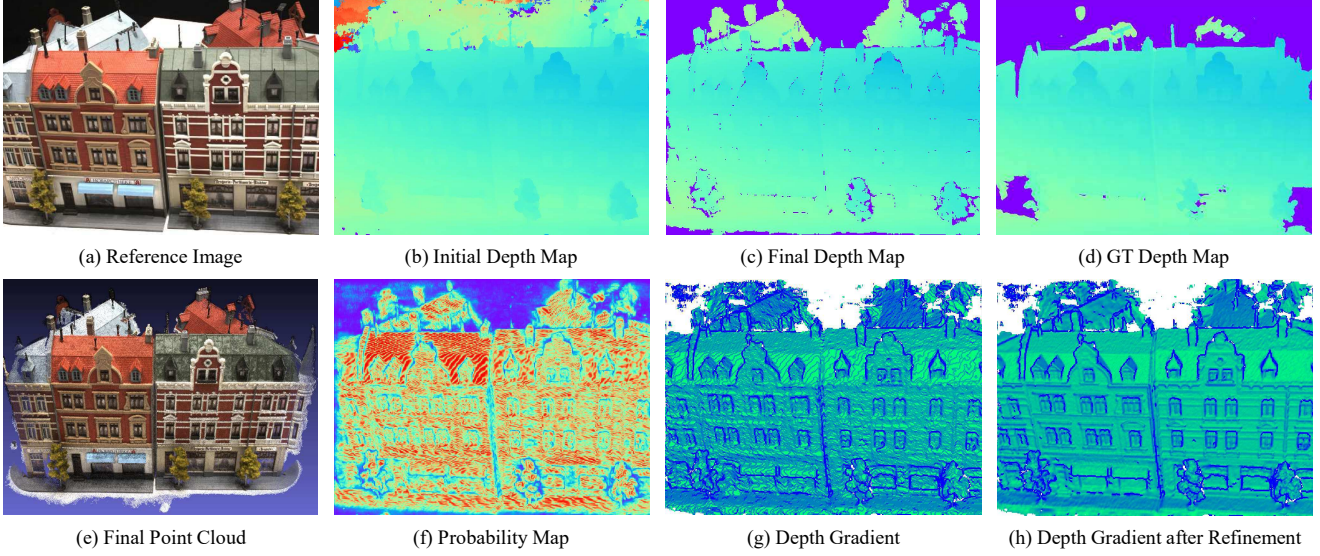 (a) Reference Image
(b) Initial Depth Map
(c) Final Depth Map
(d) GT Depth Map
(e) Final Point Cloud
(f) Probability Map
(g) Depth Gradient
(h) Depth Gradient after Refinement